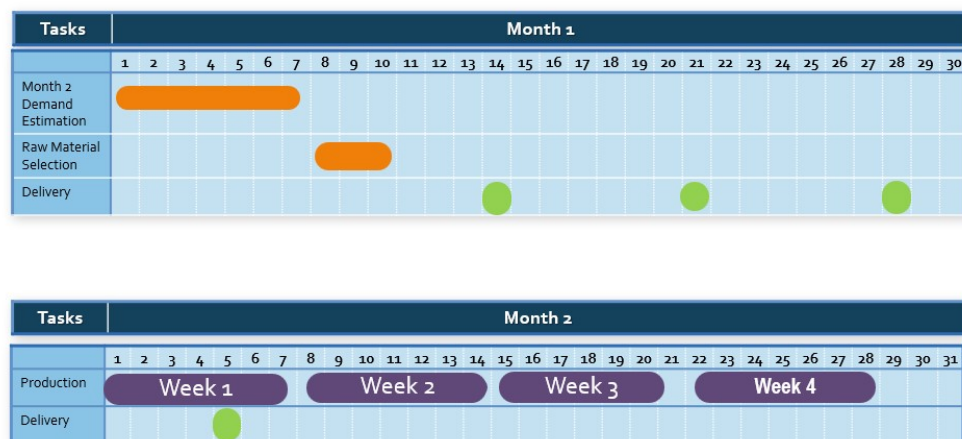 Tasks Month 1
1 2 3 4 5 6 7 8 9 10 11 12 13 14 15 16 17 18 19 20 21 22 23 24 25 26 27 28 29 30
Month 2
Demand
Estimation
Raw Material
Selection
Delivery
Tasks Month 2
1 2 3 4 5 6 7 8 9 10 11 12 13 14 15 16 17 18 19 20 21 22 23 24 25 26 27 28 29 30 31
Production Week 1 Week 2 Week 3 Week 4
Delivery